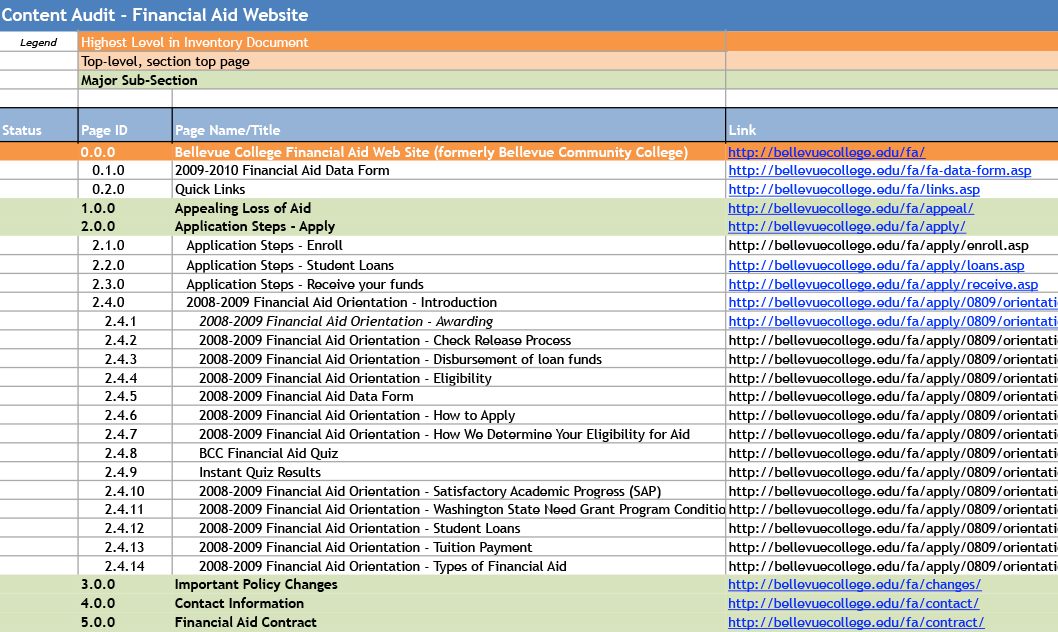 Content Audit - Financial Aid Website
Legend Highest Level in Inventory Document
Top-level, section top page
Major Sub-Section
Status Page ID Page Name/Title Link
0.0.0 Bellevue College Financial Aid Web Site (formerly Bellevue Community College) http://bellevuecollege.edu/fa/
0.1.0 2009-2010 Financial Aid Data Form http://bellevuecollege.edu/fa/fa-data-form.asp
0.2.0 Quick Links http://bellevuecollege.edu/fa/links.asp
1.0.0 Appealing Loss of Aid http://bellevuecollege.edu/fa/appeal/
2.0.0 Application Steps - Apply http://bellevuecollege.edu/fa/apply/
2.1.0 Application Steps - Enroll http://bellevuecollege.edu/fa/apply/enroll.asp
2.2.0 Application Steps - Student Loans http://bellevuecollege.edu/fa/apply/loans.asp
2.3.0 Application Steps - Receive your funds http://bellevuecollege.edu/fa/apply/receive.asp
2.4.0 2008-2009 Financial Aid Orientation - Introduction http://bellevuecollege.edu/fa/apply/0809/orientati
2.4.1 2008-2009 Financial Aid Orientation - Awarding http://bellevuecollege.edu/fa/apply/0809/orientati
2.4.2 2008-2009 Financial Aid Orientation - Check Release Process http://bellevuecollege.edu/fa/apply/0809/orientati
2.4.3 2008-2009 Financial Aid Orientation - Disbursement of loan funds http://bellevuecollege.edu/fa/apply/0809/orientati
2.4.4 2008-2009 Financial Aid Orientation - Eligibility http://bellevuecollege.edu/fa/apply/0809/orientati
2.4.5 2008-2009 Financial Aid Data Form http://bellevuecollege.edu/fa/apply/0809/orientati
2.4.6 2008-2009 Financial Aid Orientation - How to Apply http://bellevuecollege.edu/fa/apply/0809/orientati
2.4.7 2008-2009 Financial Aid Orientation - How We Determine Your Eligibility for Aid http://bellevuecollege.edu/fa/apply/0809/orientati
2.4.8 BCC Financial Aid Quiz http://bellevuecollege.edu/fa/apply/0809/orientati
2.4.9 Instant Quiz Results http://bellevuecollege.edu/fa/apply/0809/orientati
2.4.10 2008-2009 Financial Aid Orientation - Satisfactory Academic Progress (SAP) http://bellevuecollege.edu/fa/apply/0809/orientati
2.4.11 2008-2009 Financial Aid Orientation - Washington State Need Grant Program Conditio http://bellevuecollege.edu/fa/apply/0809/orientati
2.4.12 2008-2009 Financial Aid Orientation - Student Loans http://bellevuecollege.edu/fa/apply/0809/orientati
2.4.13 2008-2009 Financial Aid Orientation - Tuition Payment http://bellevuecollege.edu/fa/apply/0809/orientati
2.4.14 2008-2009 Financial Aid Orientation - Types of Financial Aid http://bellevuecollege.edu/fa/apply/0809/orientati
3.0.0 Important Policy Changes http://bellevuecollege.edu/fa/changes/
4.0.0 Contact Information http://bellevuecollege.edu/fa/contact/
5.0.0 Financial Aid Contract http://bellevuecollege.edu/fa/contract/